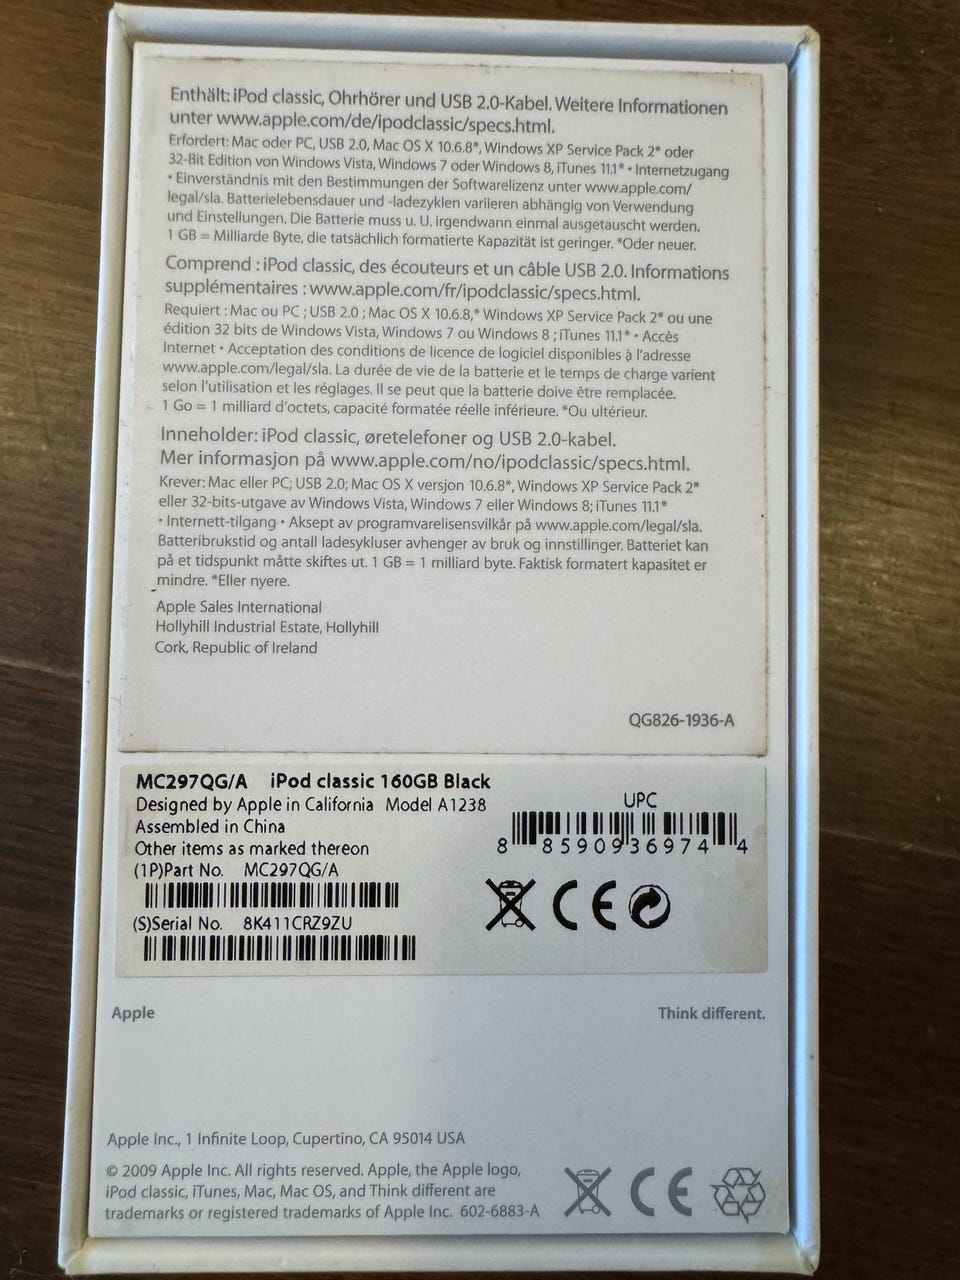 Enthält: iPod classic, Ohrhörer und USB 2.0-Kabel. Weitere Informationen
unter www.apple.com/de/ipodclassic/specs.html.
Erfordert: Mac oder PC, USB 2.0, Mac OS X 10.6.8*, Windows XP Service Pack 2* oder
32-Bit Edition von Windows Vista, Windows 7 oder Windows 8, iTunes 11.1* • Internetzugang
• Einverständnis mit den Bestimmungen der Softwarelizenz unter www.apple.com/
legal/sla. Batterielebensdauer und -ladezyklen variieren abhängig von Verwendung
und Einstellungen. Die Batterie muss u. U. irgendwann einmal ausgetauscht werden.
1 GB = Milliarde Byte, die tatsächlich formatierte Kapazität ist geringer. *Oder neuer.
Comprend : iPod classic, des écouteurs et un câble USB 2.0. Informations
supplémentaires : www.apple.com/fr/ipodclassic/specs.html.
Requiert : Mac ou PC ; USB 2.0 ; Mac OS X 10.6.8,* Windows XP Service Pack 2* ou une
édition 32 bits de Windows Vista, Windows 7 ou Windows 8 ; iTunes 11.1* • Accès
Internet • Acceptation des conditions de licence de logiciel disponibles à l'adresse
www.apple.com/legal/sla. La durée de vie de la batterie et le temps de charge varient
selon l'utilisation et les réglages. Il se peut que la batterie doive être remplacée.
1 Go = 1 milliard d'octets, capacité formatée réelle inférieure. *Ou ultérieur.
Inneholder: iPod classic, øretelefoner og USB 2.0-kabel.
Mer informasjon på www.apple.com/no/ipodclassic/specs.html.
Krever: Mac eller PC; USB 2.0; Mac OS X versjon 10.6.8*, Windows XP Service Pack 2*
eller 32-bits-utgave av Windows Vista, Windows 7 eller Windows 8; iTunes 11.1*
• Internett-tilgang • Aksept av programvarelisensvilkår på www.apple.com/legal/sla.
Batteribrukstid og antall ladesykluser avhenger av bruk og innstillinger. Batteriet kan
på et tidspunkt måtte skiftes ut. 1 GB = 1 milliard byte. Faktisk formatert kapasitet er
mindre. *Eller nyere.
Apple Sales International
Hollyhill Industrial Estate, Hollyhill
Cork, Republic of Ireland
QG826-1936-A
MC297QG/A iPod classic 160GB Black
Designed by Apple in California Model A1238
Assembled in China
Other items as marked thereon
(1P)Part No. MC297QG/A
(S)Serial No. 8K411CRZ9ZU
UPC
8 85909 36974 4
CE
Apple
Think different.
Apple Inc., 1 Infinite Loop, Cupertino, CA 95014 USA
© 2009 Apple Inc. All rights reserved. Apple, the Apple logo,
iPod classic, iTunes, Mac, Mac OS, and Think different are
trademarks or registered trademarks of Apple Inc. 602-6883-A
CE